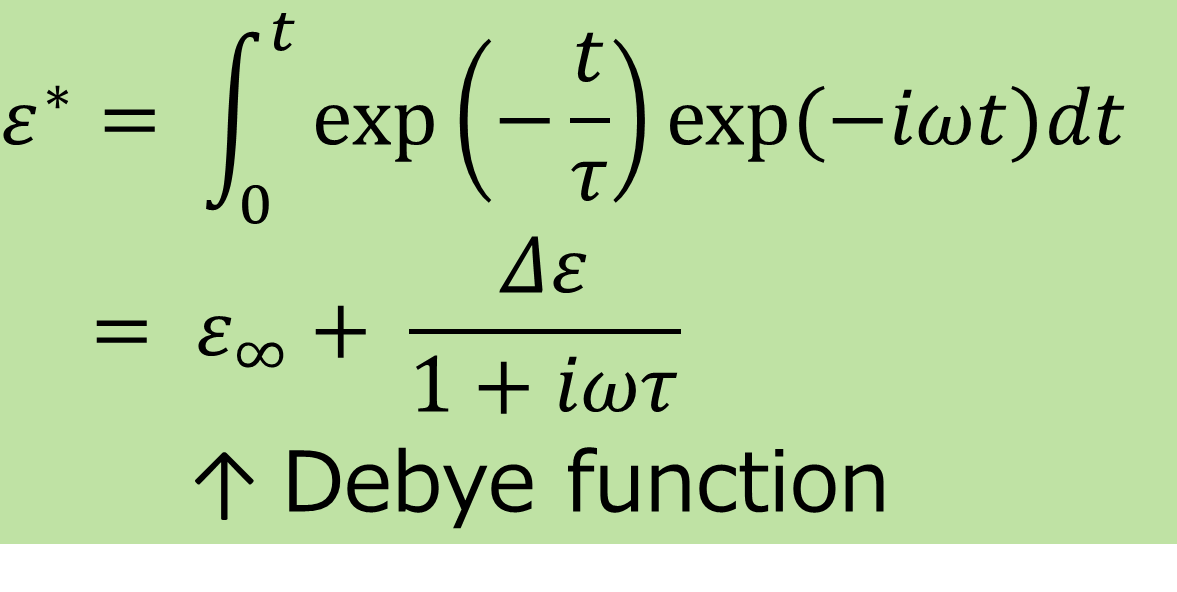 ε* = ∫₀ᵗ exp(−t/τ) exp(−iωt)dt
= ε∞ + Δε/(1 + iωτ)
↑ Debye function